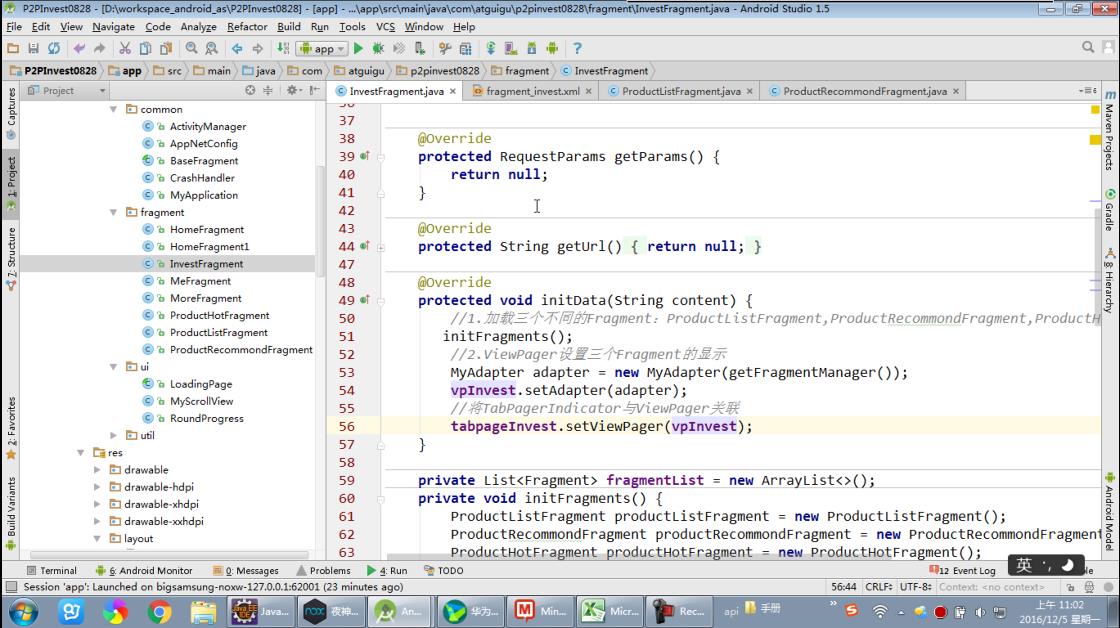 P2PInvest0828 - [D:\workspace_android_as\P2PInvest0828] - [app] - ...\app\src\main\java\com\atguigu\p2pinvest0828\fragment\InvestFragment.java - Android Studio 1.5
File Edit View Navigate Code Analyze Refactor Build Run Tools VCS Window Help
app
P2PInvest0828 app src main java com atguigu p2pinvest0828 fragment InvestFragment
Project
InvestFragment.java fragment_invest.xml ProductListFragment.java ProductRecommondFragment.java
Captures
1: Project
7: Structure
2: Favorites
Build Variants
common
ActivityManager
AppNetConfig
BaseFragment
CrashHandler
MyApplication
fragment
HomeFragment
HomeFragment1
InvestFragment
MeFragment
MoreFragment
ProductHotFragment
ProductListFragment
ProductRecommondFragment
ui
LoadingPage
MyScrollView
RoundProgress
util
res
drawable
drawable-hdpi
drawable-xhdpi
drawable-xxhdpi
layout
37
38 @Override
39 protected RequestParams getParams() {
40 return null;
41 }
42
43 @Override
44 protected String getUrl() { return null; }
47
48 @Override
49 protected void initData(String content) {
50 //1.加载三个不同的Fragment：ProductListFragment,ProductRecommondFragment,ProductH
51 initFragments();
52 //2.ViewPager设置三个Fragment的显示
53 MyAdapter adapter = new MyAdapter(getFragmentManager());
54 vpInvest.setAdapter(adapter);
55 //将TabPagerIndicator与ViewPager关联
56 tabpageInvest.setViewPager(vpInvest);
57 }
58
59 private List<Fragment> fragmentList = new ArrayList<>();
60 private void initFragments() {
61 ProductListFragment productListFragment = new ProductListFragment();
62 ProductRecommondFragment productRecommondFragment = new ProductRecommondFragment
63 ProductHotFragment productHotFragment = new ProductHotFragment();
Maven Projects
Gradle
8: Hierarchy
Android Model
Terminal 6: Android Monitor 0: Messages Problems 4: Run TODO 12 Event Log
英
Session 'app': Launched on bigsamsung-noxw-127.0.0.1:62001 (23 minutes ago) 56:44 CRLF÷ UTF-8÷ Context: <no context>
Java... 夜神... An... 华为... Min... Micr... Rec... api 手册 上午 11:02
2016/12/5 星期一